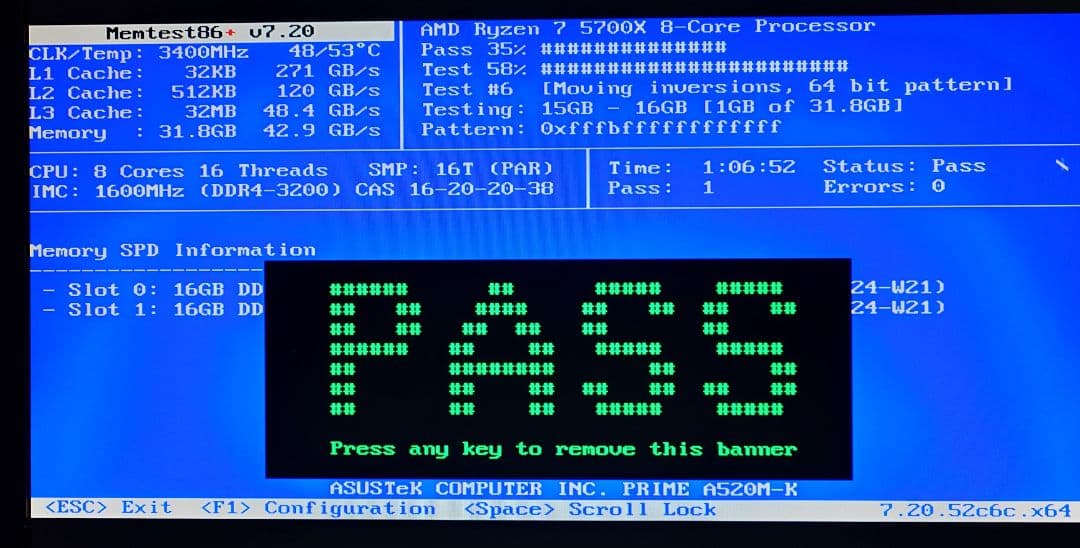 Memtest86+ v7.20
CLK/Temp: 3400MHz 48/53°C
L1 Cache: 32KB 271 GB/s
L2 Cache: 512KB 120 GB/s
L3 Cache: 32MB 48.4 GB/s
Memory : 31.8GB 42.9 GB/s
AMD Ryzen 7 5700X 8-Core Processor
Pass 35% ##############
Test 58% #######################
Test #6 [Moving inversions, 64 bit pattern]
Testing: 15GB - 16GB [1GB of 31.8GB]
Pattern: 0xfffbffffffffffff
CPU: 8 Cores 16 Threads SMP: 16T (PAR)
IMC: 1600MHz (DDR4-3200) CAS 16-20-20-38
Time: 1:06:52 Status: Pass \
Pass: 1 Errors: 0
Memory SPD Information
- Slot 0: 16GB DD 24-W21)
- Slot 1: 16GB DD 24-W21)
PASS
Press any key to remove this banner
ASUSTeK COMPUTER INC. PRIME A520M-K
<ESC> Exit <F1> Configuration <Space> Scroll Lock 7.20.52c6c.x64